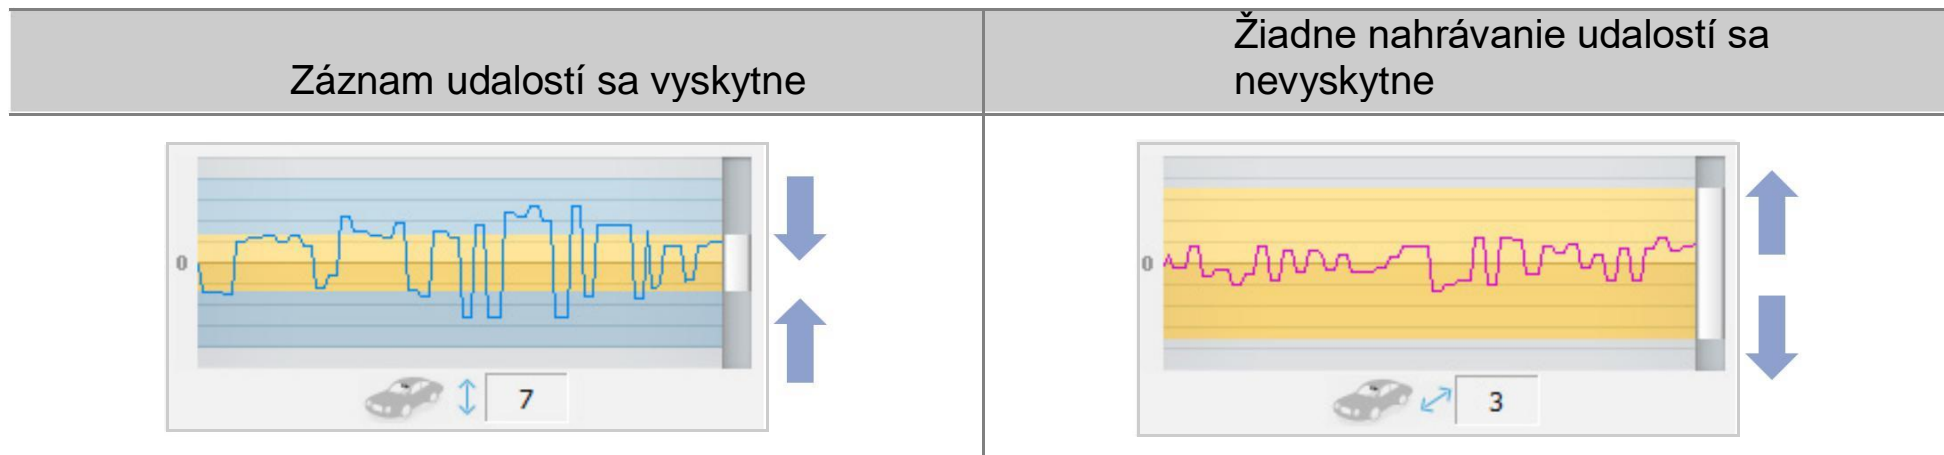 Záznam udalostí sa vyskytne
Žiadne nahrávanie udalostí sa
nevyskytne
0
7
0
3